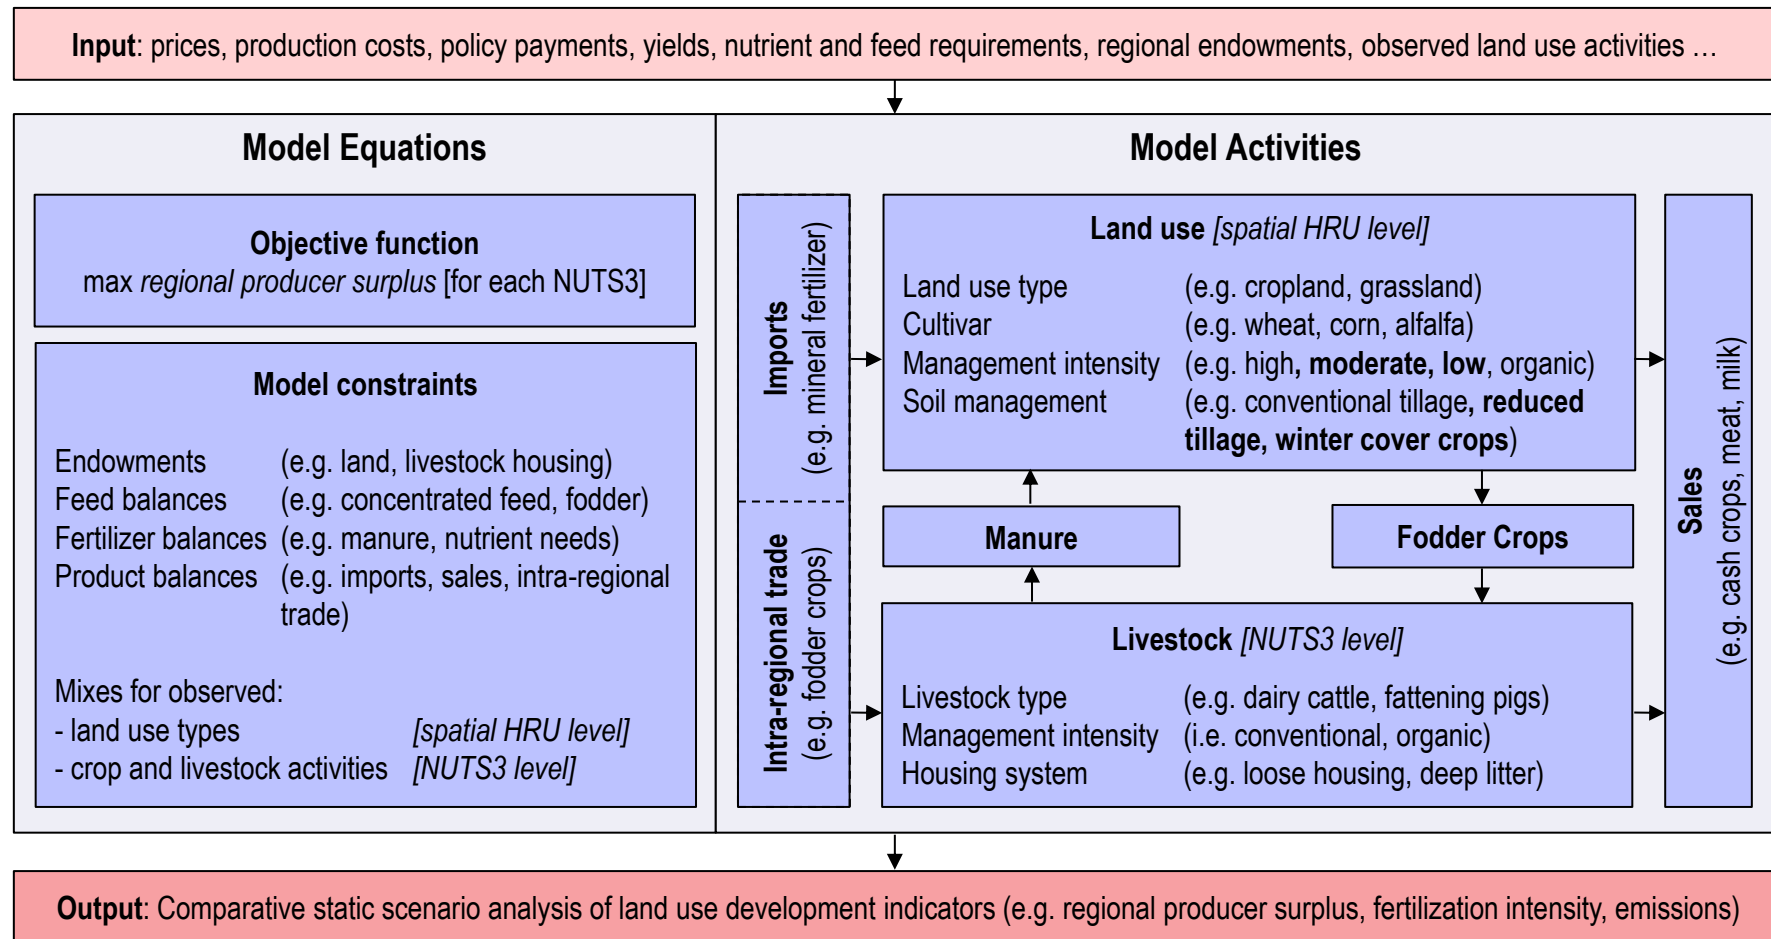 Input: prices, production costs, policy payments, yields, nutrient and feed requirements, regional endowments, observed land use activities …
Model Equations
Objective function
max regional producer surplus [for each NUTS3]
Model constraints
Endowments (e.g. land, livestock housing)
Feed balances (e.g. concentrated feed, fodder)
Fertilizer balances (e.g. manure, nutrient needs)
Product balances (e.g. imports, sales, intra-regional
trade)
Mixes for observed:
- land use types [spatial HRU level]
- crop and livestock activities [NUTS3 level]
Model Activities
Imports
(e.g. mineral fertilizer)
Intra-regional trade
(e.g. fodder crops)
Land use [spatial HRU level]
Land use type (e.g. cropland, grassland)
Cultivar (e.g. wheat, corn, alfalfa)
Management intensity (e.g. high, moderate, low, organic)
Soil management (e.g. conventional tillage, reduced
tillage, winter cover crops)
Manure
Fodder Crops
Livestock [NUTS3 level]
Livestock type (e.g. dairy cattle, fattening pigs)
Management intensity (i.e. conventional, organic)
Housing system (e.g. loose housing, deep litter)
Sales
(e.g. cash crops, meat, milk)
Output: Comparative static scenario analysis of land use development indicators (e.g. regional producer surplus, fertilization intensity, emissions)